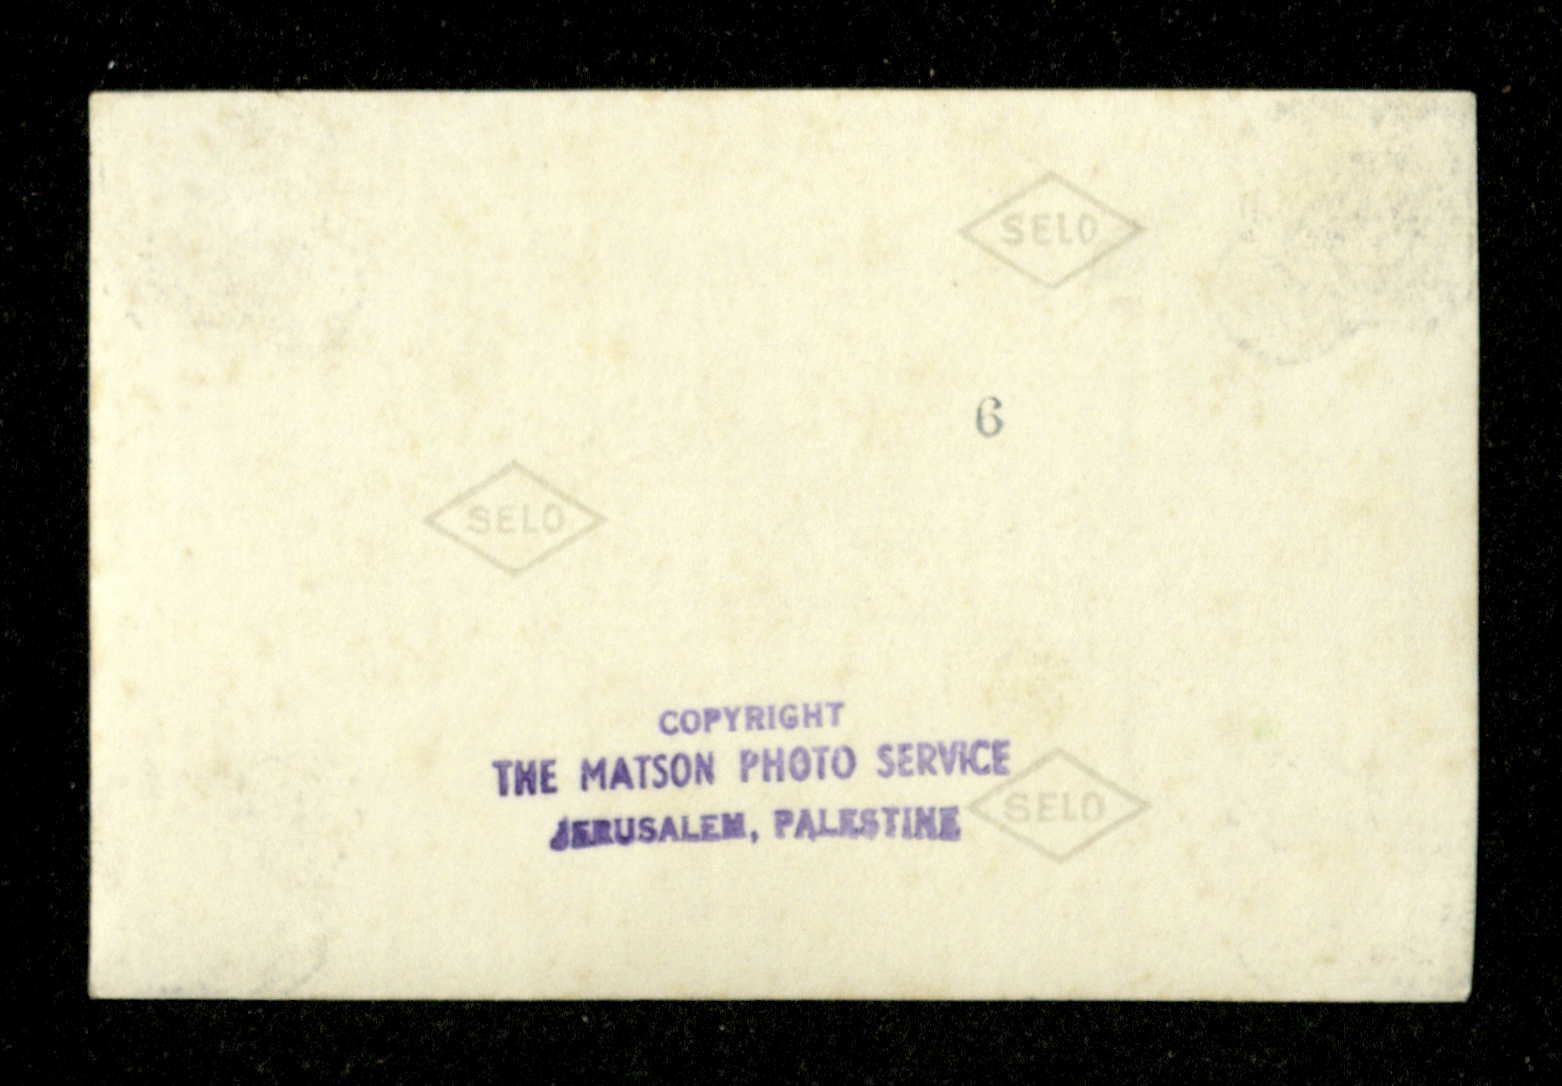 SELO
6
SELO
COPYRIGHT
THE MATSON PHOTO SERVICE
JERUSALEM, PALESTINE
SELO